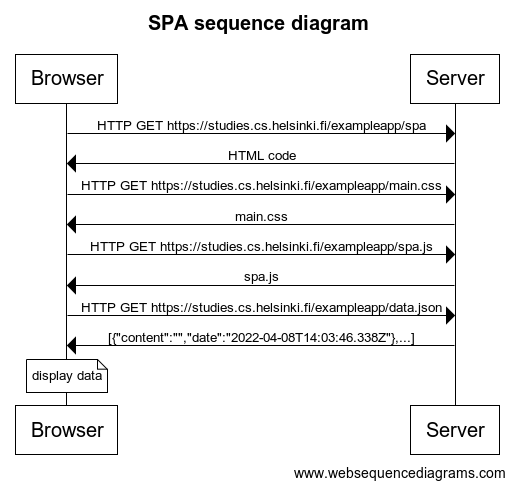 SPA sequence diagram
Browser
Server
HTTP GET https://studies.cs.helsinki.fi/exampleapp/spa
HTML code
HTTP GET https://studies.cs.helsinki.fi/exampleapp/main.css
main.css
HTTP GET https://studies.cs.helsinki.fi/exampleapp/spa.js
spa.js
HTTP GET https://studies.cs.helsinki.fi/exampleapp/data.json
[{"content":"","date":"2022-04-08T14:03:46.338Z"},...]
display data
Browser
Server
www.websequencediagrams.com